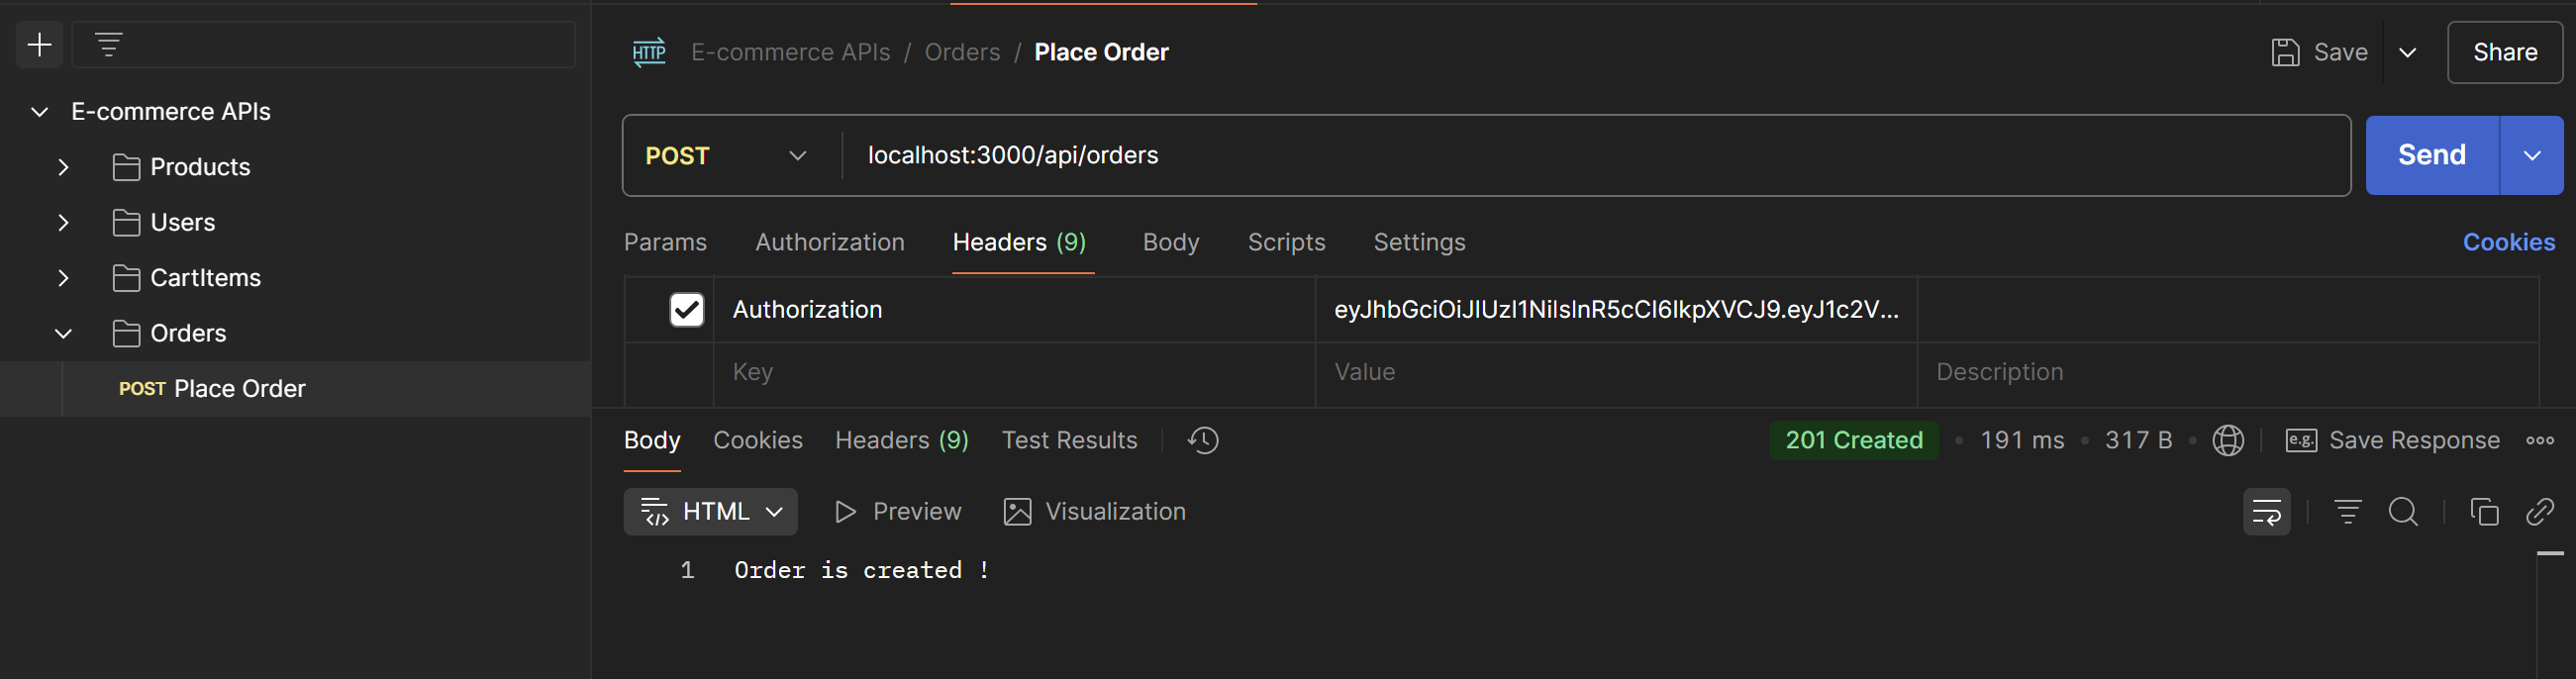 E-commerce APIs
Products
Users
CartItems
Orders
POST Place Order
HTTP E-commerce APIs / Orders / Place Order
Save
Share
POST localhost:3000/api/orders
Send
Params Authorization Headers (9) Body Scripts Settings Cookies
Authorization eyJhbGciOiJIUzI1NiIsInR5cCI6IkpXVCJ9.eyJ1c2V...
Key Value Description
Body Cookies Headers (9) Test Results 201 Created • 191 ms • 317 B • e.g. Save Response
HTML Preview Visualization
1 Order is created !